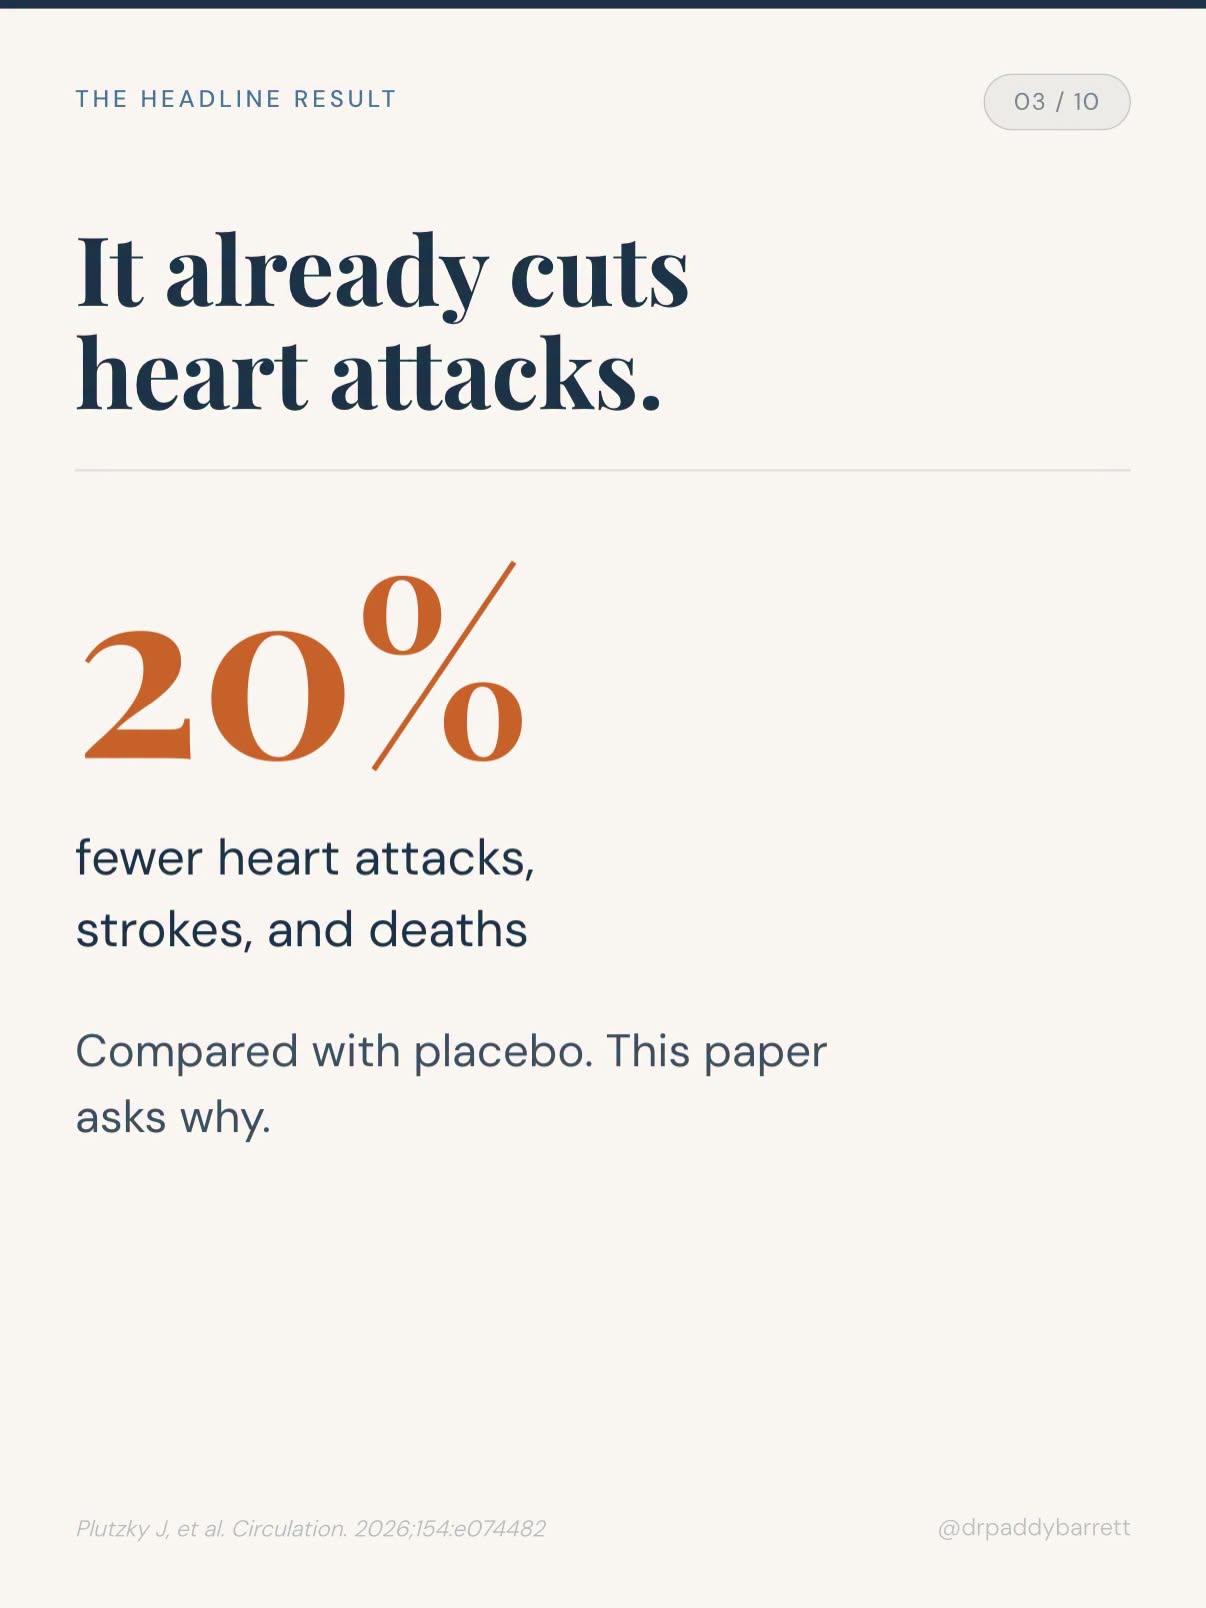 THE HEADLINE RESULT
03 / 10
It already cuts
heart attacks.
20%
fewer heart attacks,
strokes, and deaths
Compared with placebo. This paper
asks why.
Plutzky J, et al. Circulation. 2026;154:e074482
@drpaddybarrett